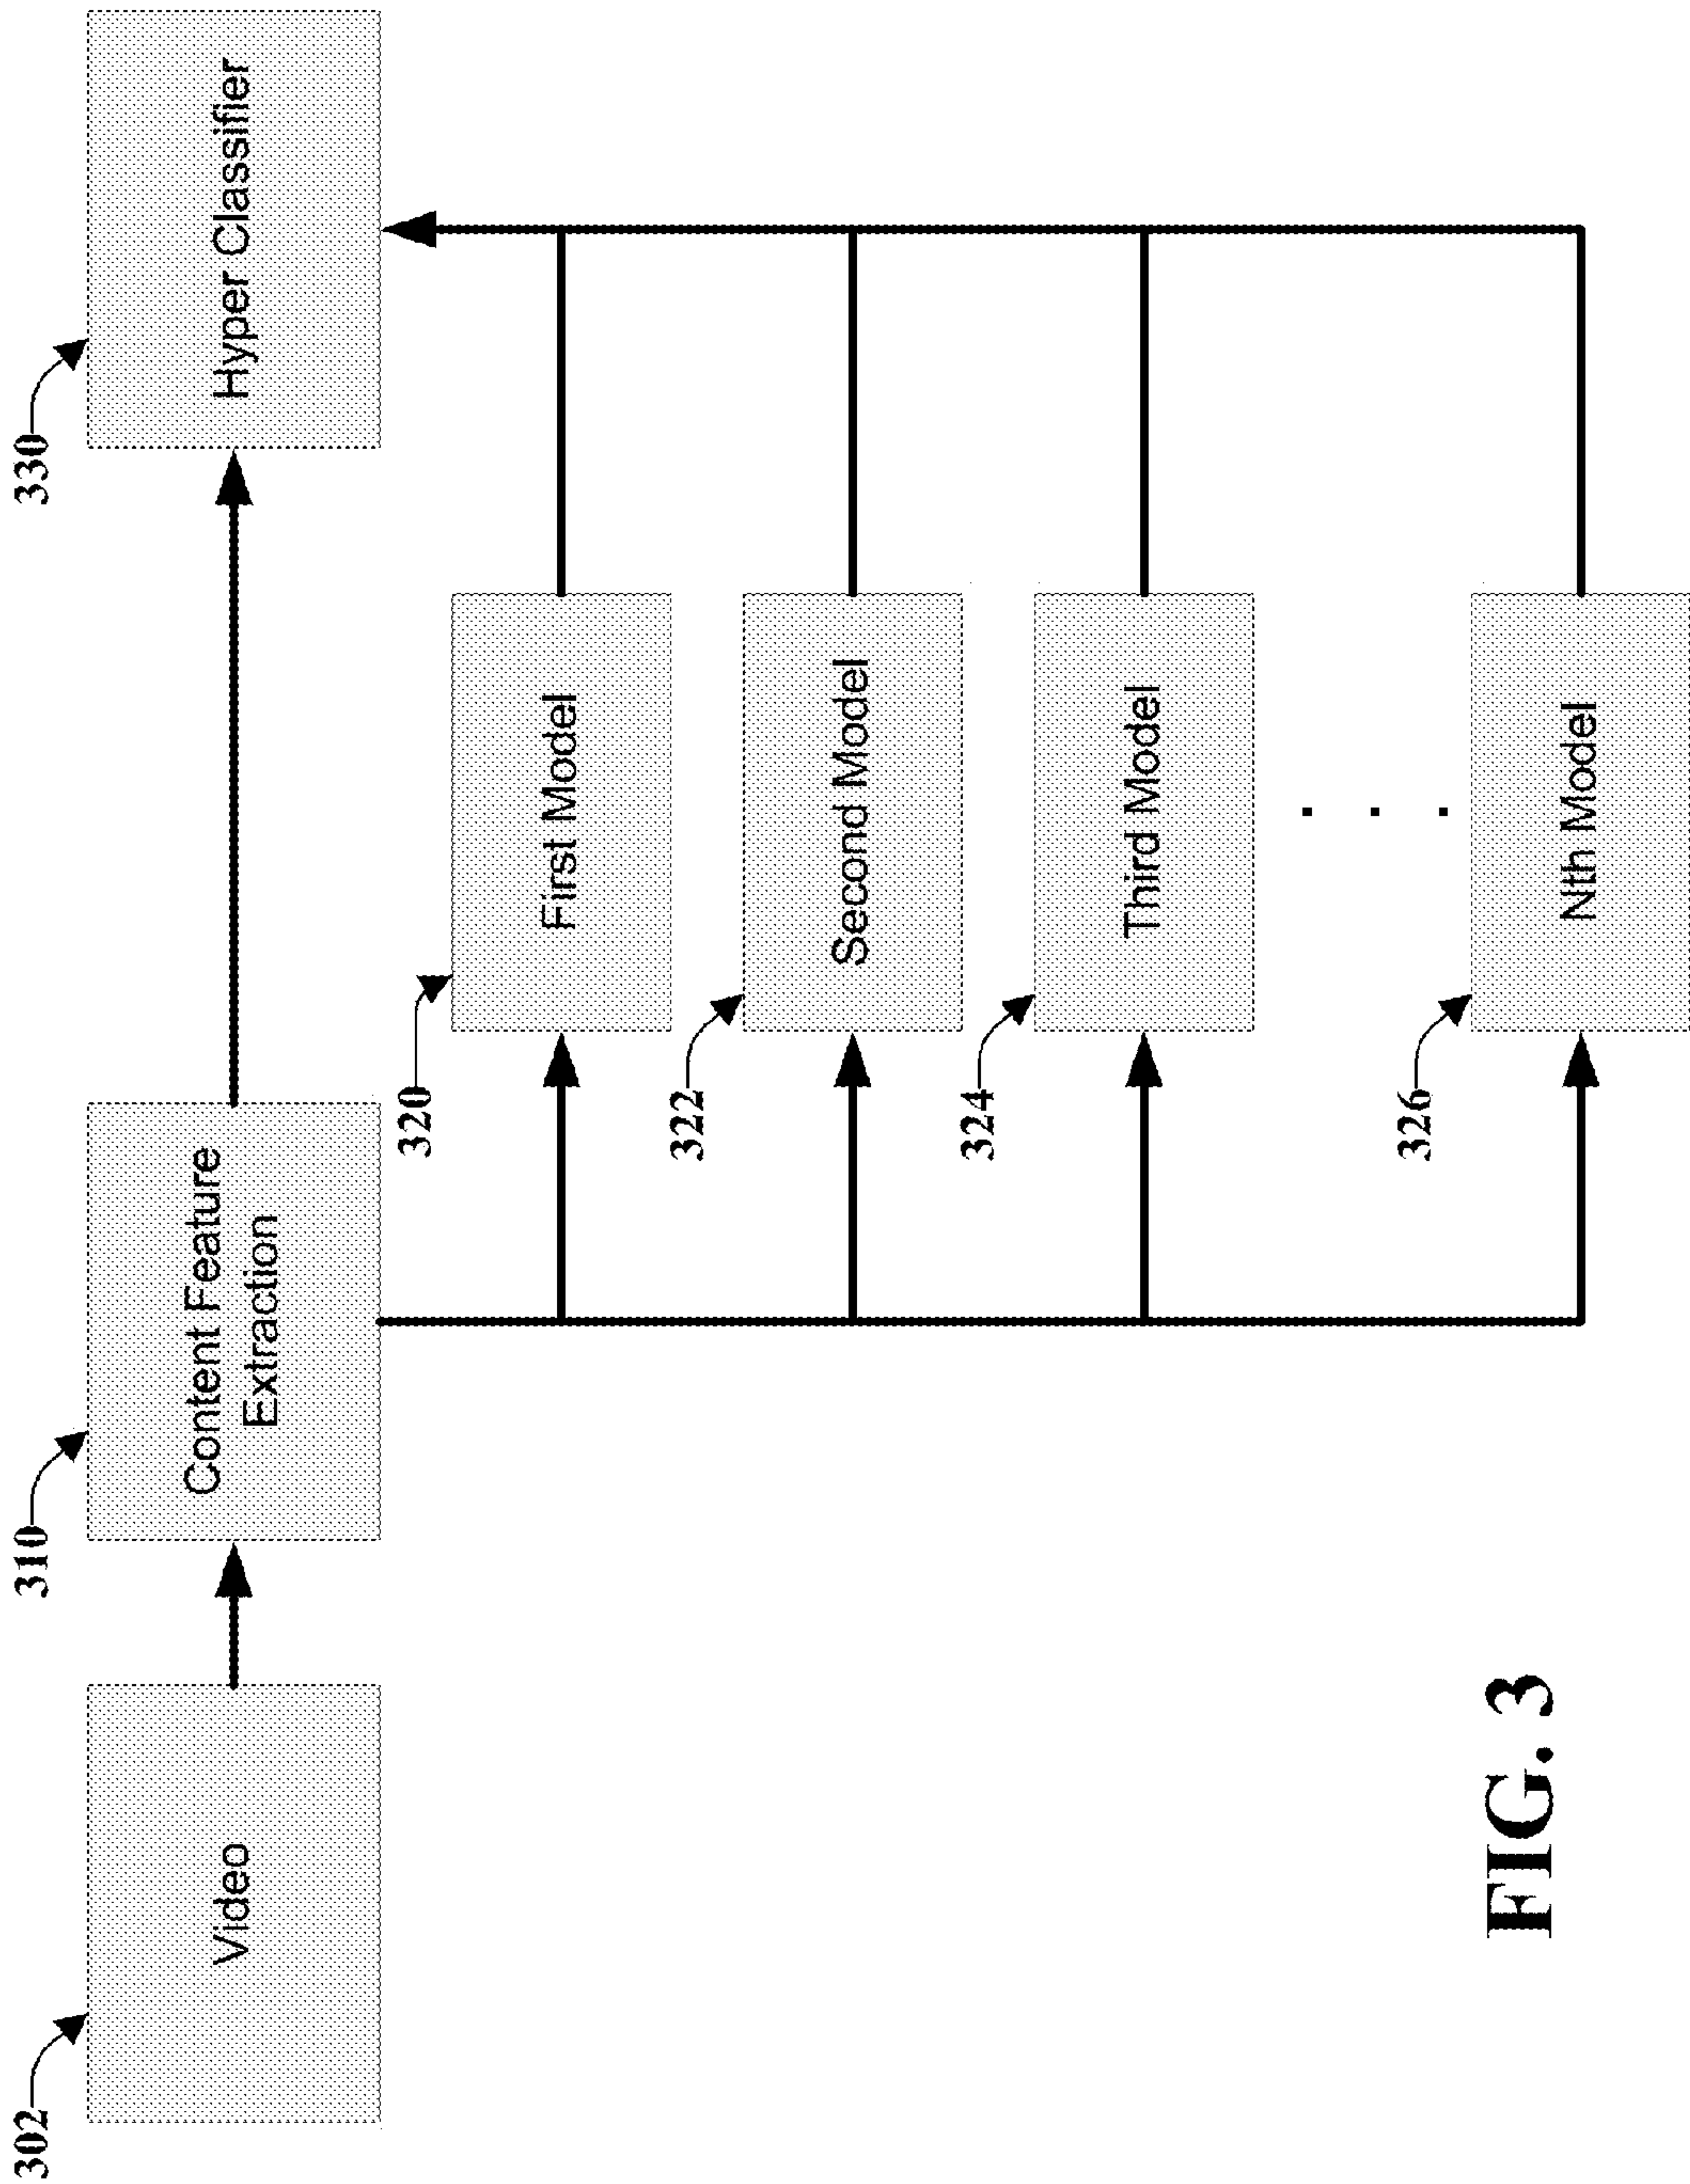 302
Video
310
Content Feature
Extraction
330
Hyper Classifier
320
First Model
322
Second Model
324
Third Model
. . .
326
Nth Model
FIG. 3